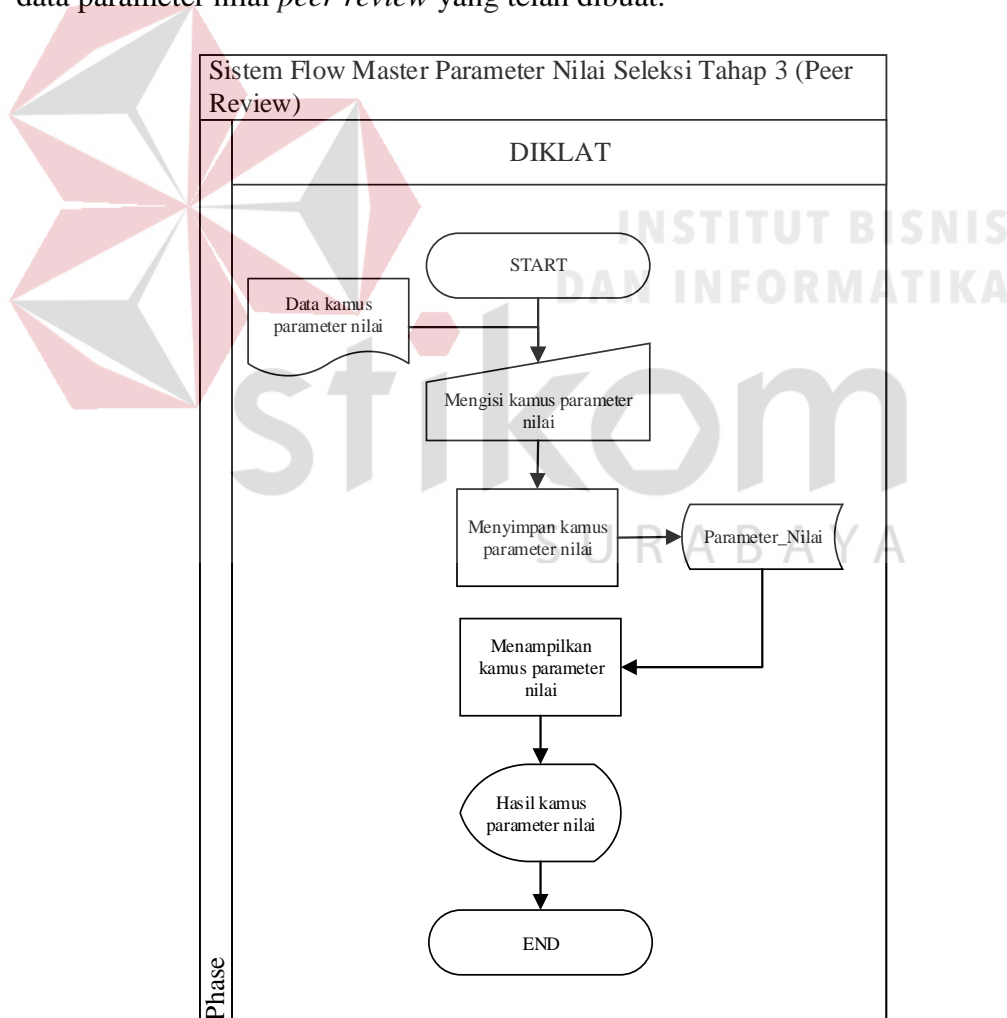 data parameter nilai peer review yang telah dibuat.
Sistem Flow Master Parameter Nilai Seleksi Tahap 3 (Peer
Review)
DIKLAT
INSTITUT BISNIS
DAN INFORMATIKA
stikom
SURABAYA
START
Data kamus
parameter nilai
Mengisi kamus parameter
nilai
Menyimpan kamus
parameter nilai
Parameter_Nilai
Menampilkan
kamus parameter
nilai
Hasil kamus
parameter nilai
END
Phase